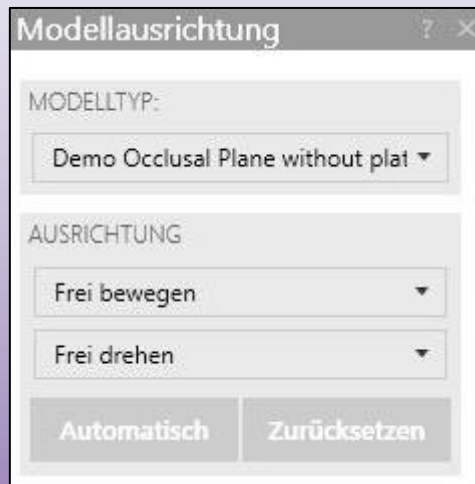 Modellausrichtung ? ×
MODELLTYP:
Demo Occlusal Plane without plat
AUSRICHTUNG
Frei bewegen
Frei drehen
Automatisch Zurücksetzen